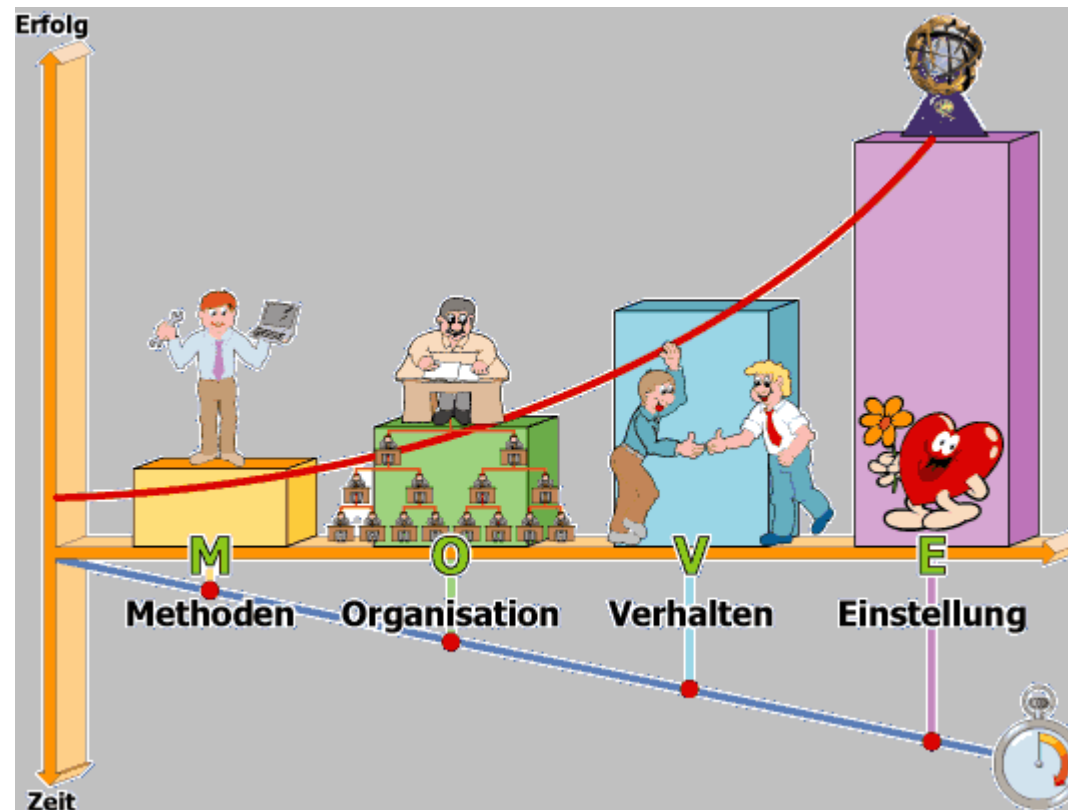 Erfolg
M O V E
Methoden Organisation Verhalten Einstellung
Zeit